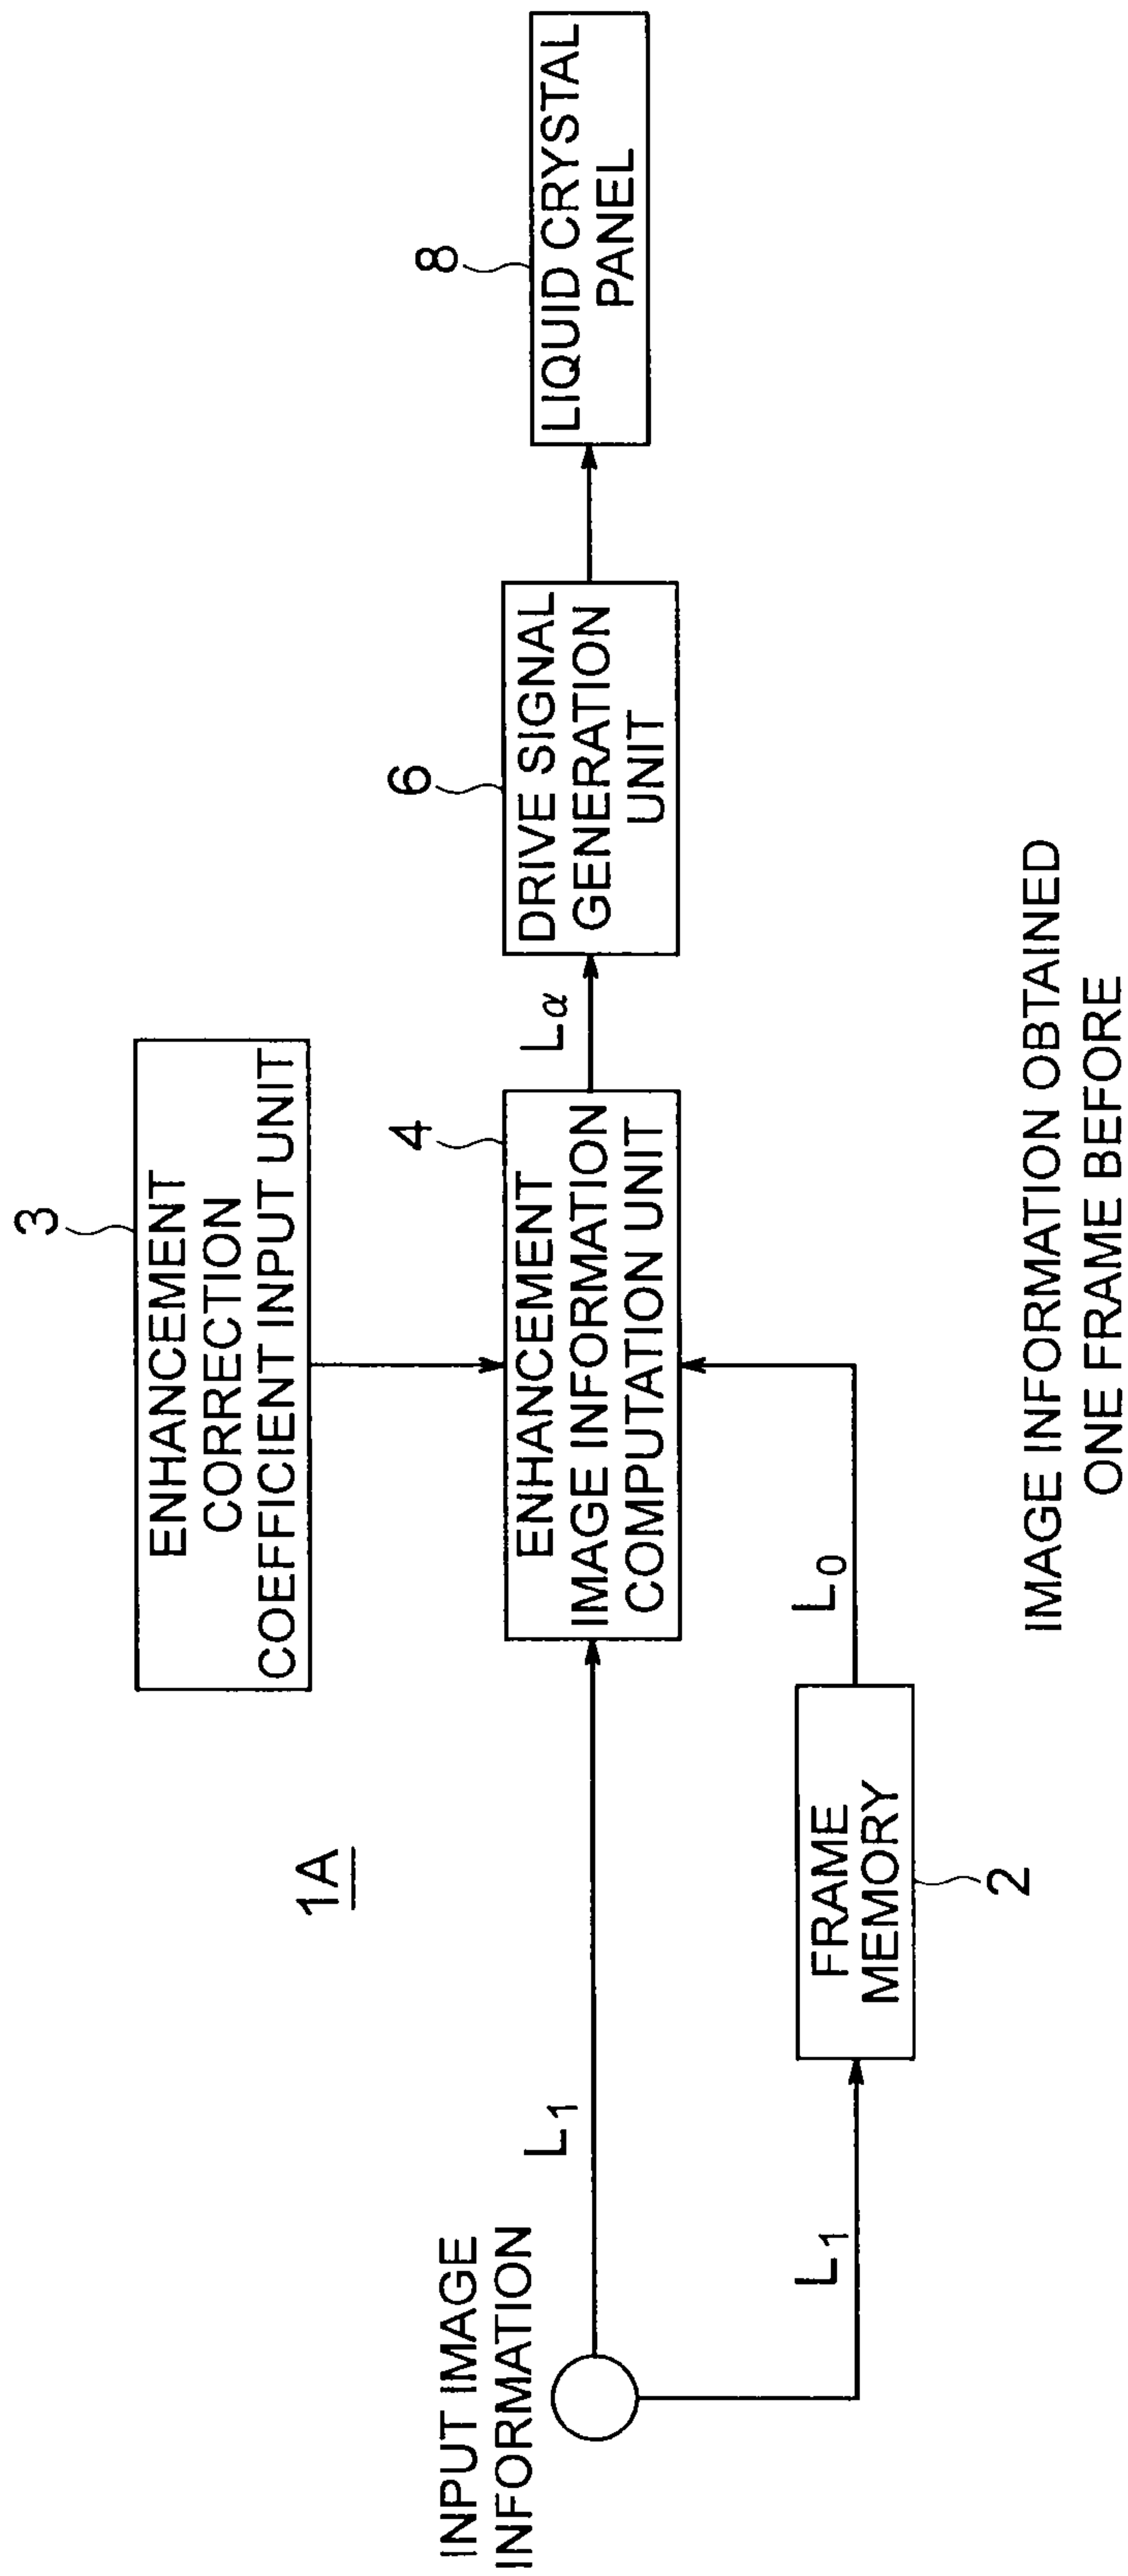 1A
3
ENHANCEMENT
CORRECTION
COEFFICIENT INPUT UNIT
INPUT IMAGE
INFORMATION
L1
4
ENHANCEMENT
IMAGE INFORMATION
COMPUTATION UNIT
Lα
6
DRIVE SIGNAL
GENERATION
UNIT
8
LIQUID CRYSTAL
PANEL
L1
FRAME
MEMORY
2
L0
IMAGE INFORMATION OBTAINED
ONE FRAME BEFORE